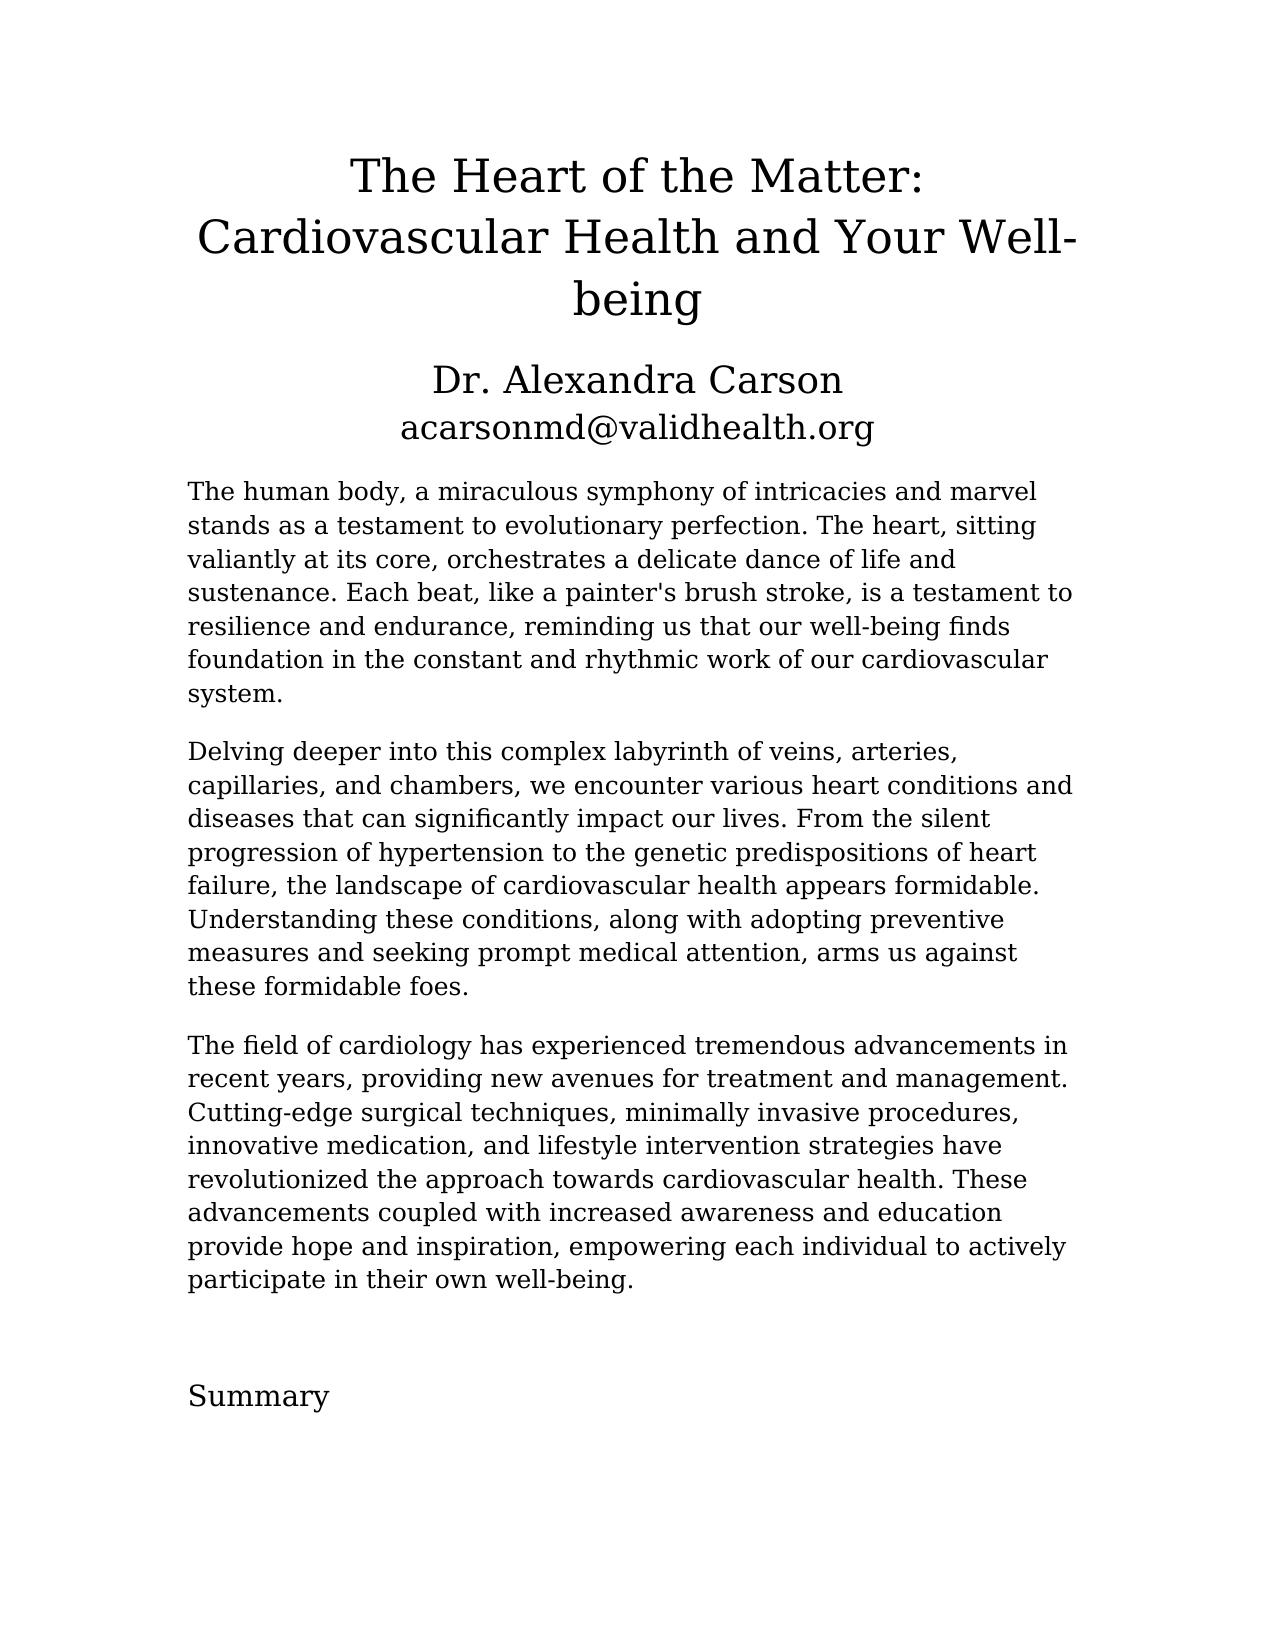 The Heart of the Matter:
Cardiovascular Health and Your Well-
being
Dr. Alexandra Carson
acarsonmd@validhealth.org
The human body, a miraculous symphony of intricacies and marvel
stands as a testament to evolutionary perfection. The heart, sitting
valiantly at its core, orchestrates a delicate dance of life and
sustenance. Each beat, like a painter's brush stroke, is a testament to
resilience and endurance, reminding us that our well-being finds
foundation in the constant and rhythmic work of our cardiovascular
system.
Delving deeper into this complex labyrinth of veins, arteries,
capillaries, and chambers, we encounter various heart conditions and
diseases that can significantly impact our lives. From the silent
progression of hypertension to the genetic predispositions of heart
failure, the landscape of cardiovascular health appears formidable.
Understanding these conditions, along with adopting preventive
measures and seeking prompt medical attention, arms us against
these formidable foes.
The field of cardiology has experienced tremendous advancements in
recent years, providing new avenues for treatment and management.
Cutting-edge surgical techniques, minimally invasive procedures,
innovative medication, and lifestyle intervention strategies have
revolutionized the approach towards cardiovascular health. These
advancements coupled with increased awareness and education
provide hope and inspiration, empowering each individual to actively
participate in their own well-being.
Summary